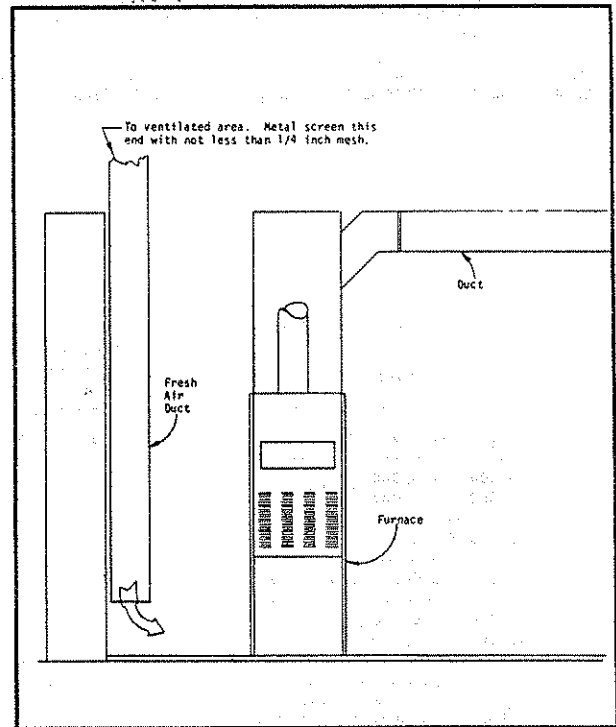 To ventilated area. Metal screen this
end with not less than 1/4 inch mesh.
Duct
Fresh
Air
Duct
Furnace